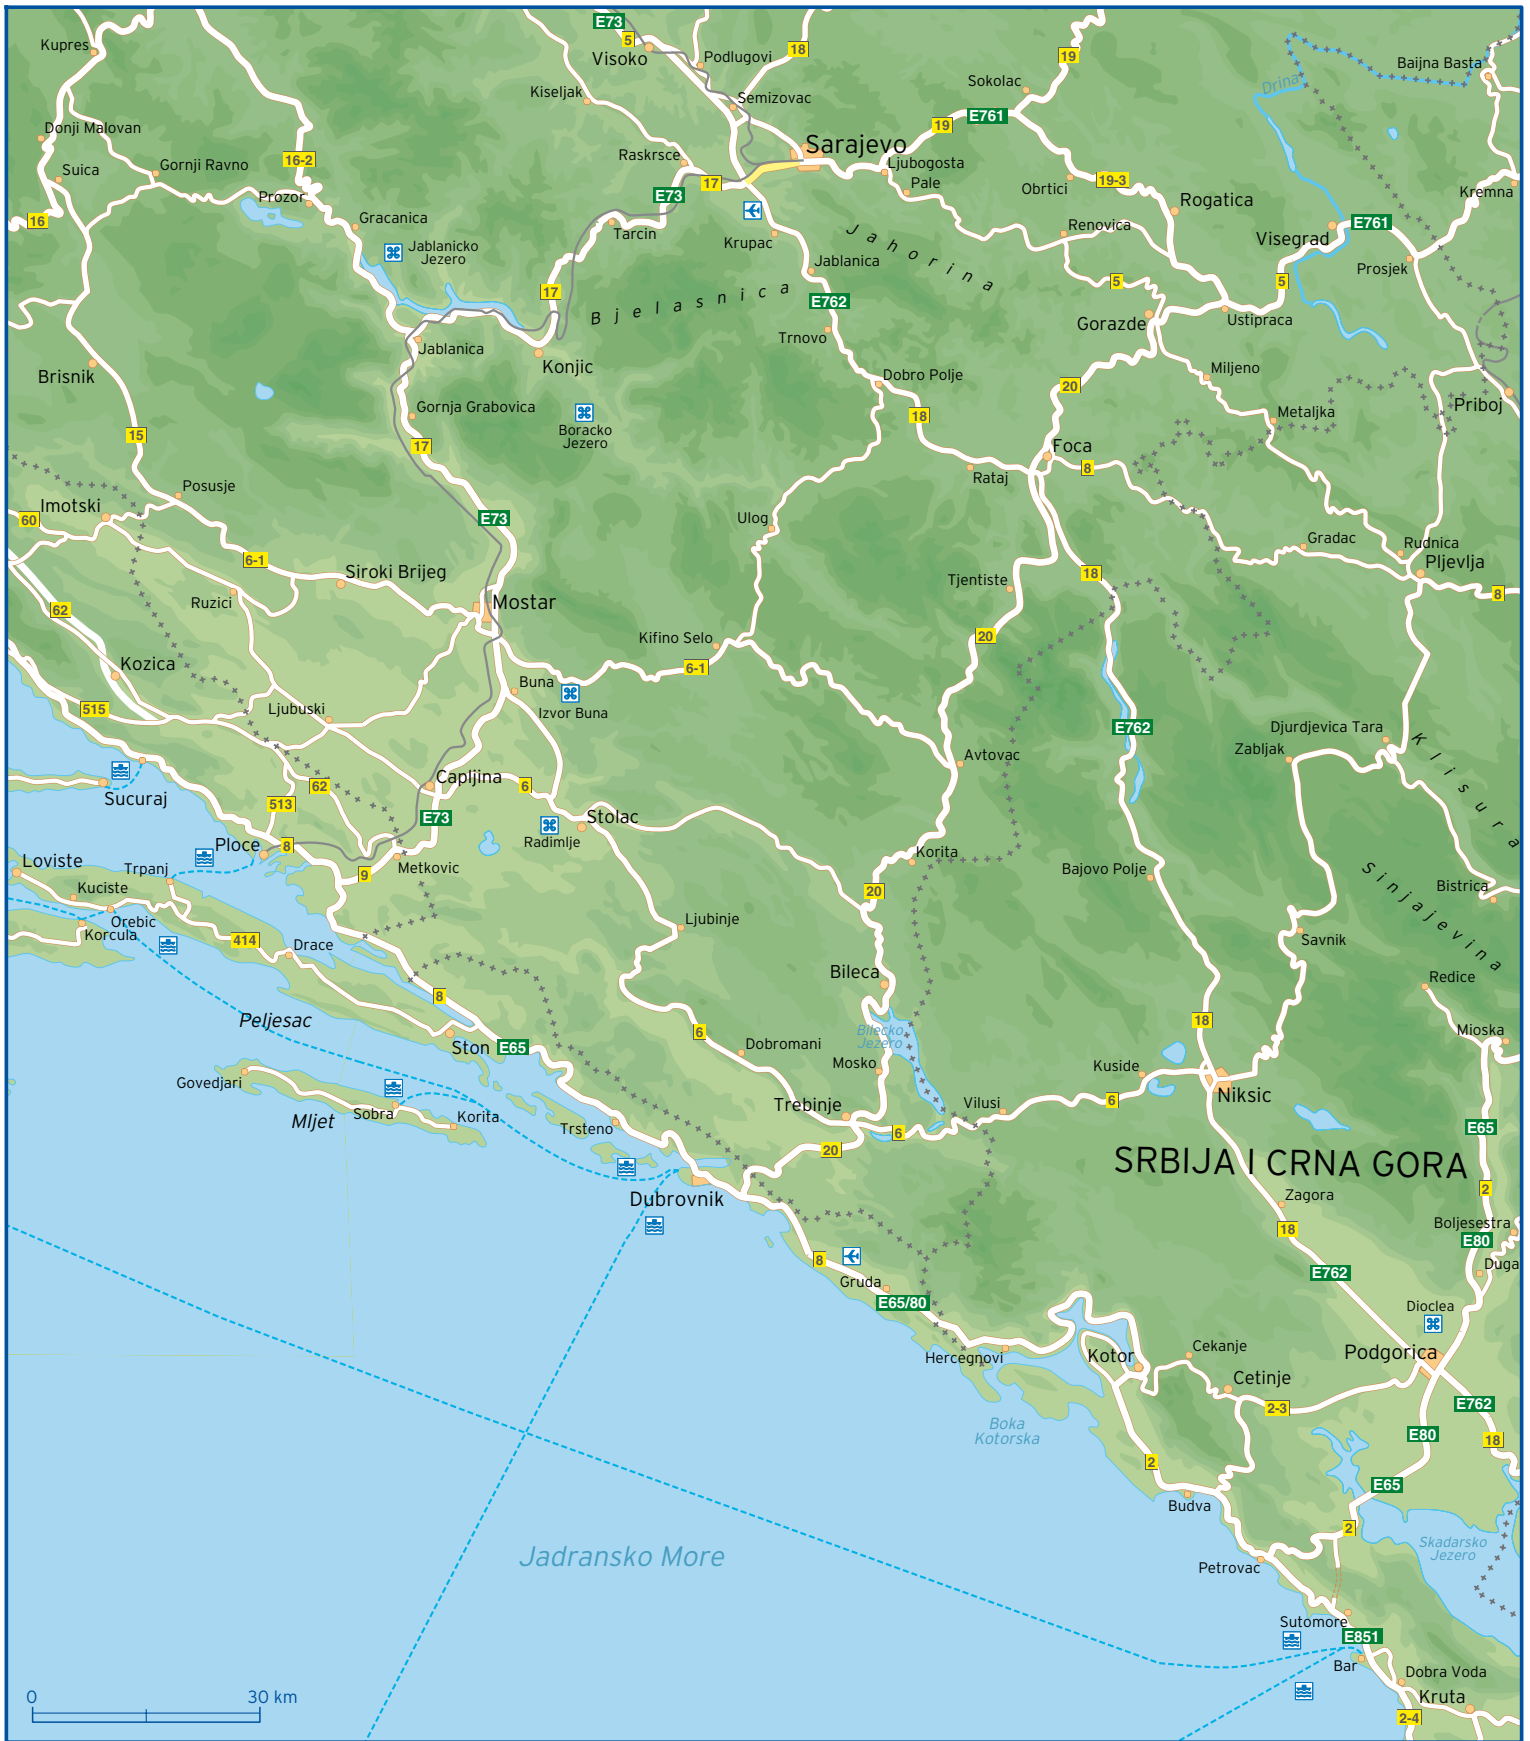 E73
5
Kupres
Visoko
Podlugovi
18
19
Baijna Basta
Sokolac
Drina
Kiseljak
Semizovac
E761
19
Donji Malovan
Sarajevo
Raskrsce
Suica
Gornji Ravno
16-2
Ljubogosta
17
19-3
Pale
Obrtici
Kremna
Prozor
E73
Rogatica
16
Gracanica
Renovica
E761
Tarcin
Krupac
Visegrad
Jablanicko
Jezero
Jahorina
Jablanica
Prosjek
17
Bjelasnica
5
5
E762
Gorazde
Ustipraca
Trnovo
Jablanica
Konjic
Brisnik
Miljeno
Dobro Polje
20
Priboj
Gornja Grabovica
Metaljka
18
Boracko
Jezero
15
17
Foca
8
Rataj
Posusje
Imotski
60
E73
Ulog
Gradac
Rudnica
6-1
Pljevlja
Siroki Brijeg
18
Tjentiste
8
Ruzici
Mostar
62
20
Kifino Selo
Kozica
6-1
Buna
515
Ljubuski
Izvor Buna
E762
Djurdjevica Tara
Zabljak
Klisura
Avtovac
Capljina
62
6
Sucuraj
513
E73
Stolac
Radimlje
Ploce
8
Korita
Loviste
Trpanj
Metkovic
9
Bajovo Polje
Sinjajevina
Kuciste
20
Bistrica
Orebic
Ljubinje
Korcula
414
Drace
Savnik
Bileca
Redice
8
Peljesac
18
6
Bilecko
Jezero
Mioska
Ston
E65
Dobromani
Mosko
Kuside
Govedjari
Niksic
Sobra
Trebinje
Vilusi
6
Mljet
Korita
Trsteno
6
E65
20
SRBIJA I CRNA GORA
2
Dubrovnik
Zagora
Boljesestra
18
E80
8
Duga
E762
Gruda
E65/80
Dioclea
Cekanje
Podgorica
Hercegnovi
Kotor
Cetinje
E762
2-3
Boka
Kotorska
E80
18
2
E65
Budva
2
Skadarsko
Jezero
Jadransko More
Petrovac
Sutomore
E851
Bar
Dobra Voda
Kruta
2-4
0
30 km